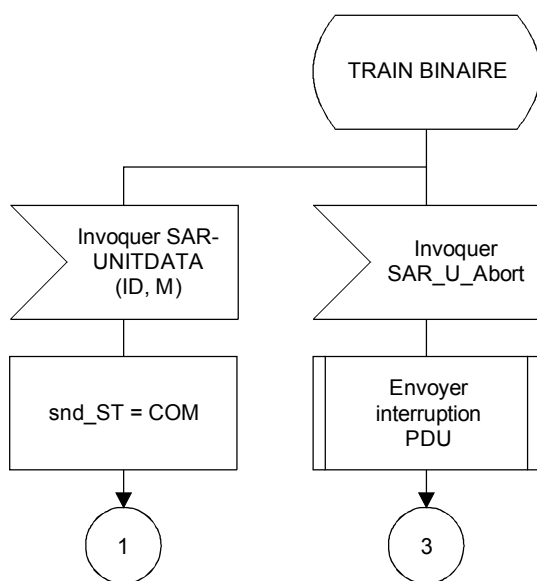 TRAIN BINAIRE
Invoquer SAR-
UNITDATA
(ID, M)
Invoquer
SAR_U_Abort
snd_ST = COM
Envoyer
interruption
PDU
1
3